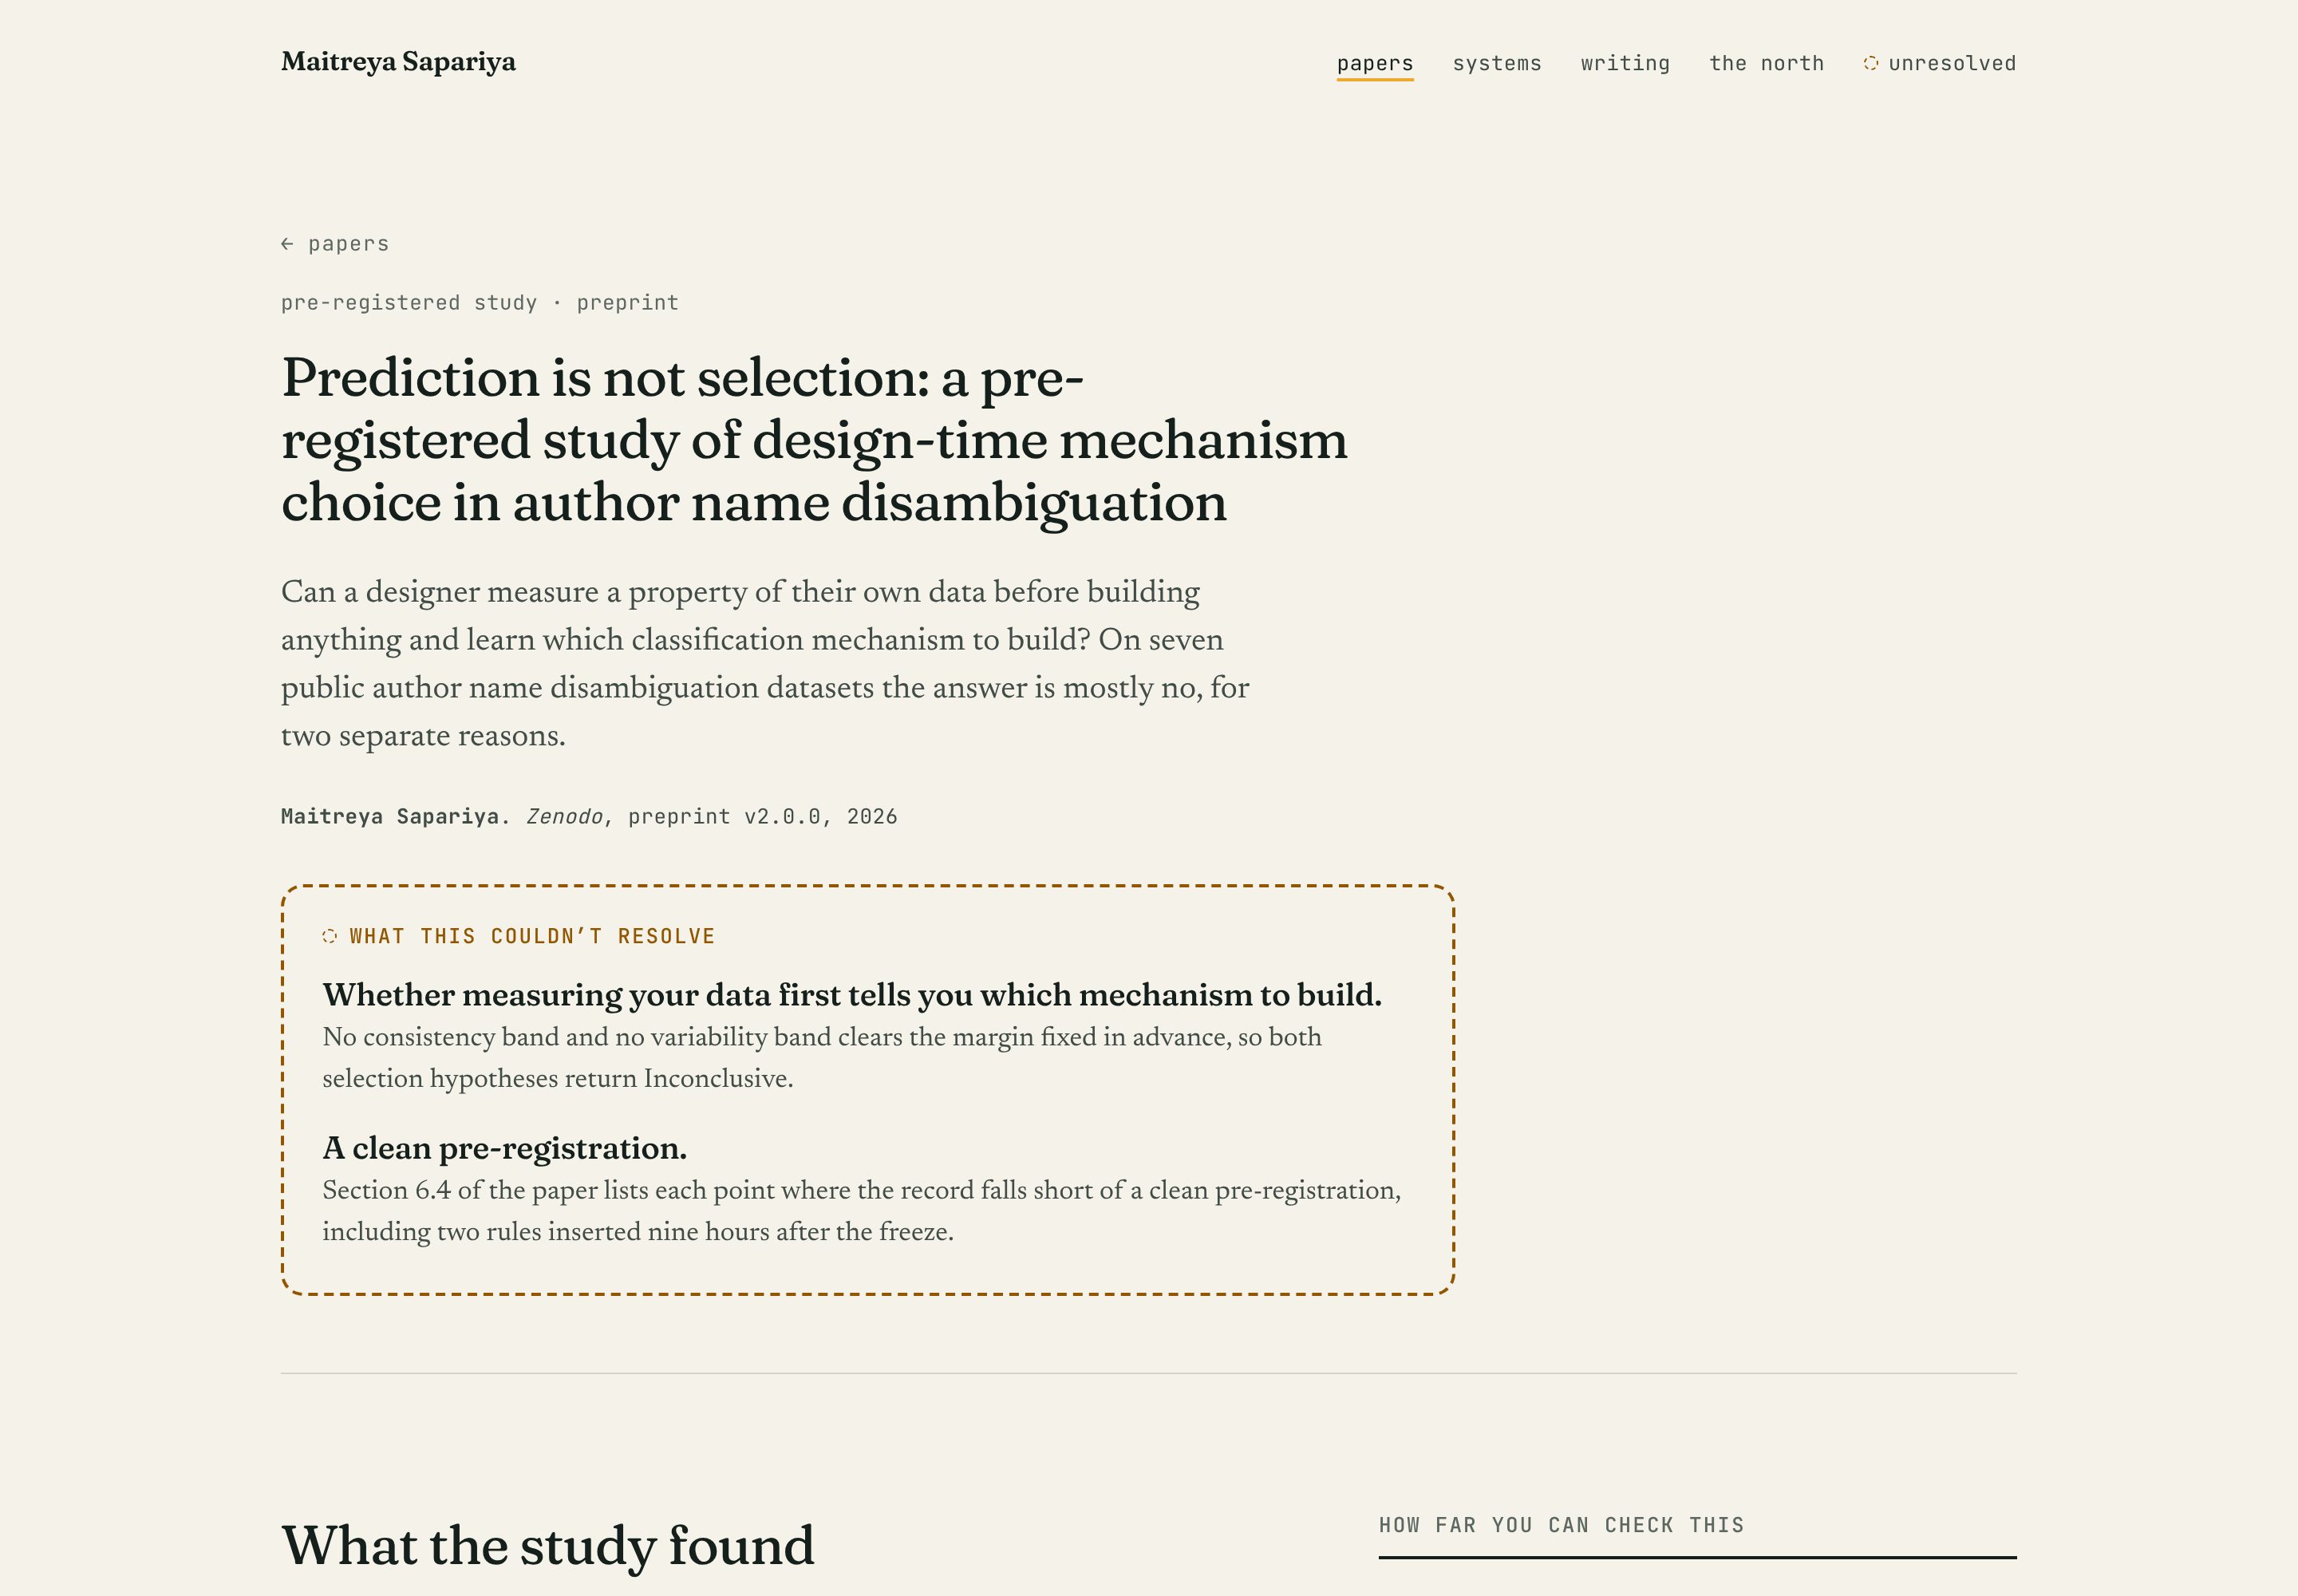 Maitreya Sapariya
papers systems writing the north unresolved
← papers
pre-registered study · preprint
Prediction is not selection: a pre-
registered study of design-time mechanism
choice in author name disambiguation
Can a designer measure a property of their own data before building
anything and learn which classification mechanism to build? On seven
public author name disambiguation datasets the answer is mostly no, for
two separate reasons.
Maitreya Sapariya. Zenodo, preprint v2.0.0, 2026
WHAT THIS COULDN’T RESOLVE
Whether measuring your data first tells you which mechanism to build.
No consistency band and no variability band clears the margin fixed in advance, so both
selection hypotheses return Inconclusive.
A clean pre-registration.
Section 6.4 of the paper lists each point where the record falls short of a clean pre-registration,
including two rules inserted nine hours after the freeze.
What the study found
HOW FAR YOU CAN CHECK THIS